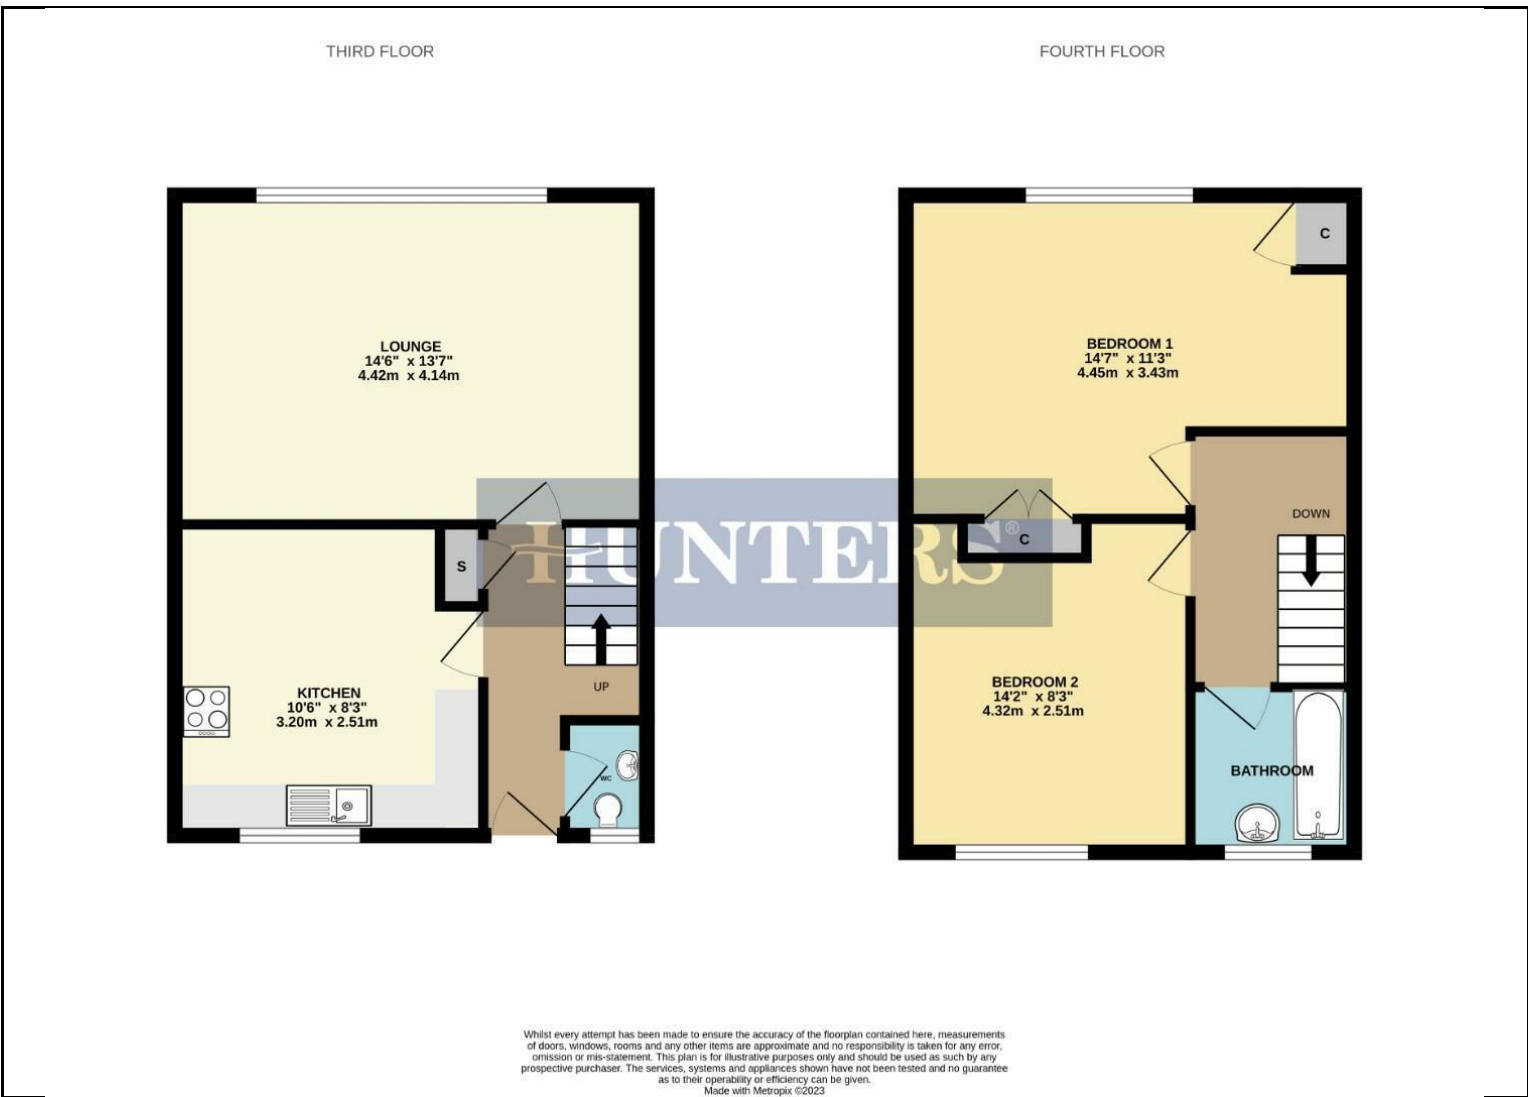 THIRD FLOOR
FOURTH FLOOR
LOUNGE
14'6" x 13'7"
4.42m x 4.14m
KITCHEN
10'6" x 8'3"
3.20m x 2.51m
S
UP
WC
BEDROOM 1
14'7" x 11'3"
4.45m x 3.43m
C
C
DOWN
BEDROOM 2
14'2" x 8'3"
4.32m x 2.51m
BATHROOM
HUNTERS®
Whilst every attempt has been made to ensure the accuracy of the floorplan contained here, measurements
of doors, windows, rooms and any other items are approximate and no responsibility is taken for any error,
omission or mis-statement. This plan is for illustrative purposes only and should be used as such by any
prospective purchaser. The services, systems and appliances shown have not been tested and no guarantee
as to their operability or efficiency can be given.
Made with Metropix ©2023